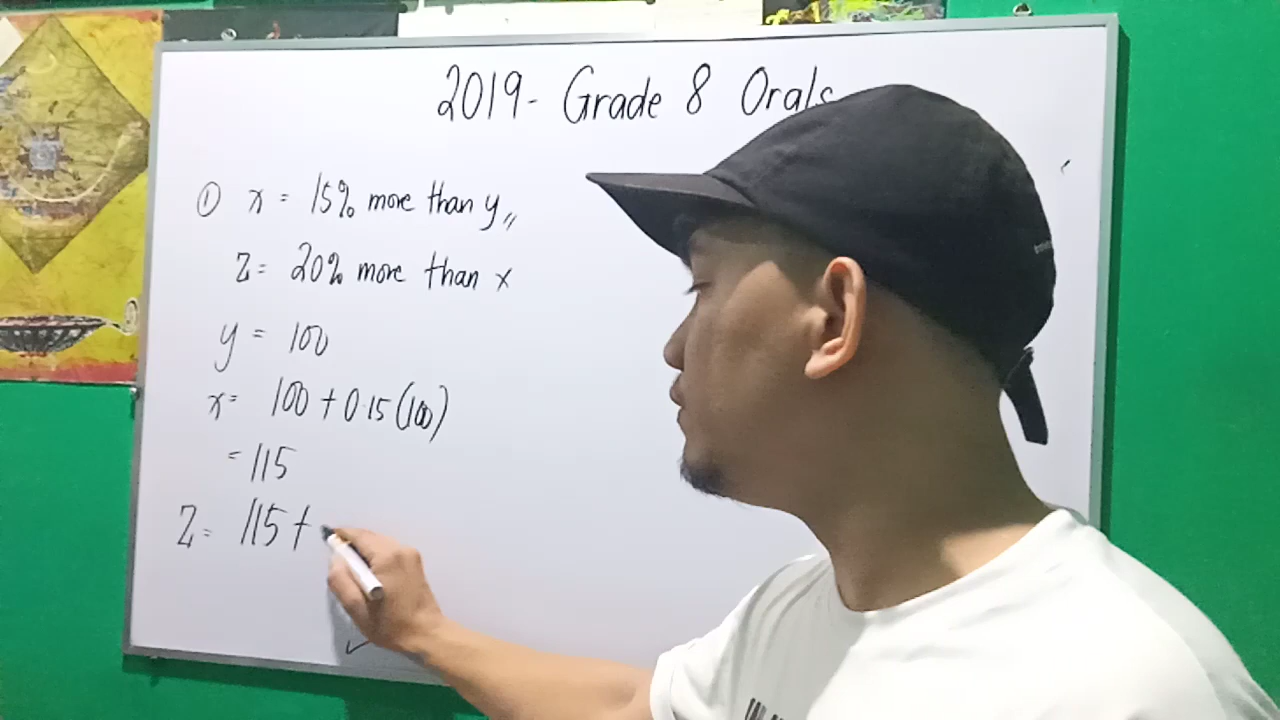 2019- Grade 8 Orals
① x = 15% more than y,,
z = 20% more than x
y = 100
x = 100 + 0.15(100)
= 115
z = 115 +